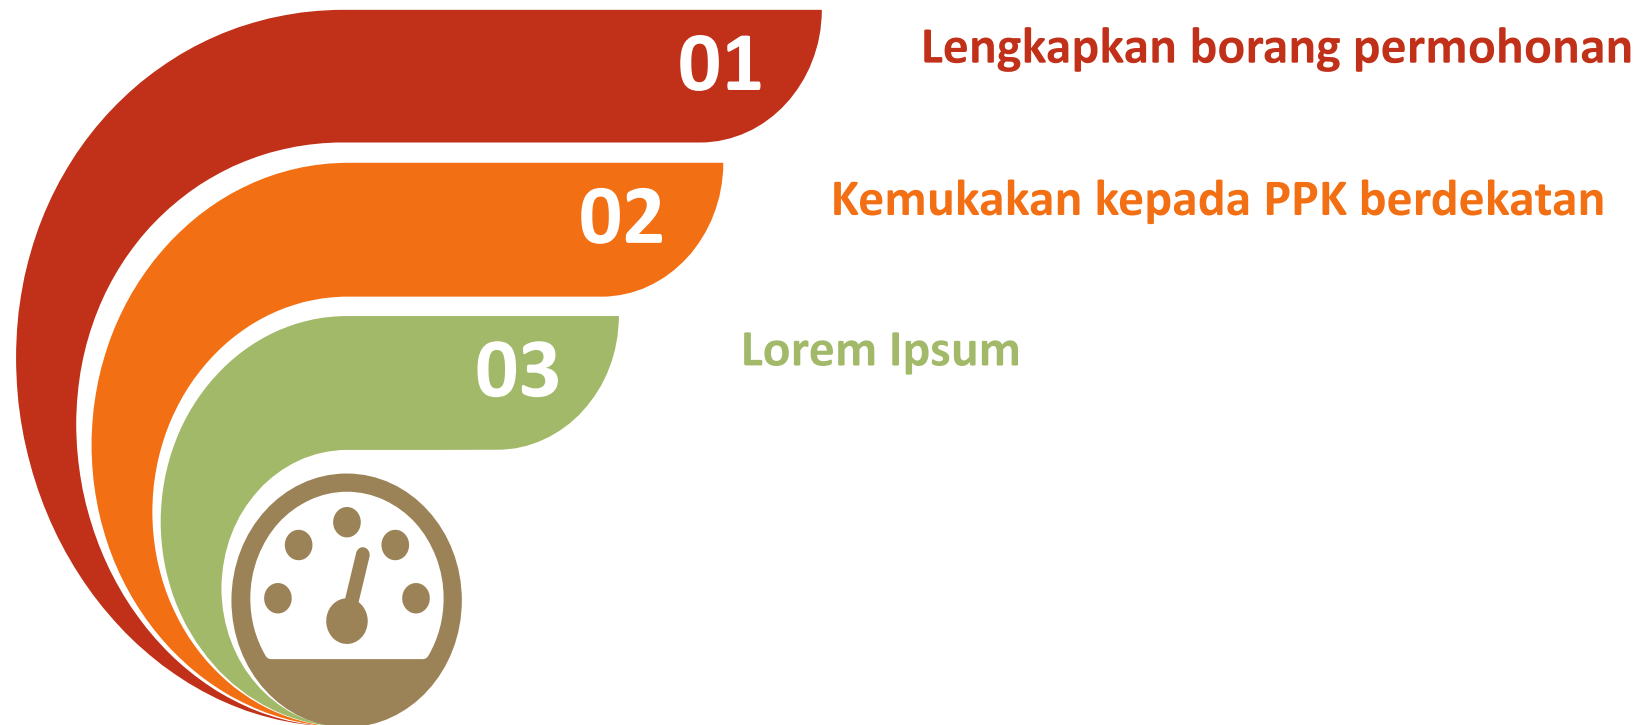 01 Lengkapkan borang permohonan
02 Kemukakan kepada PPK berdekatan
03 Lorem Ipsum